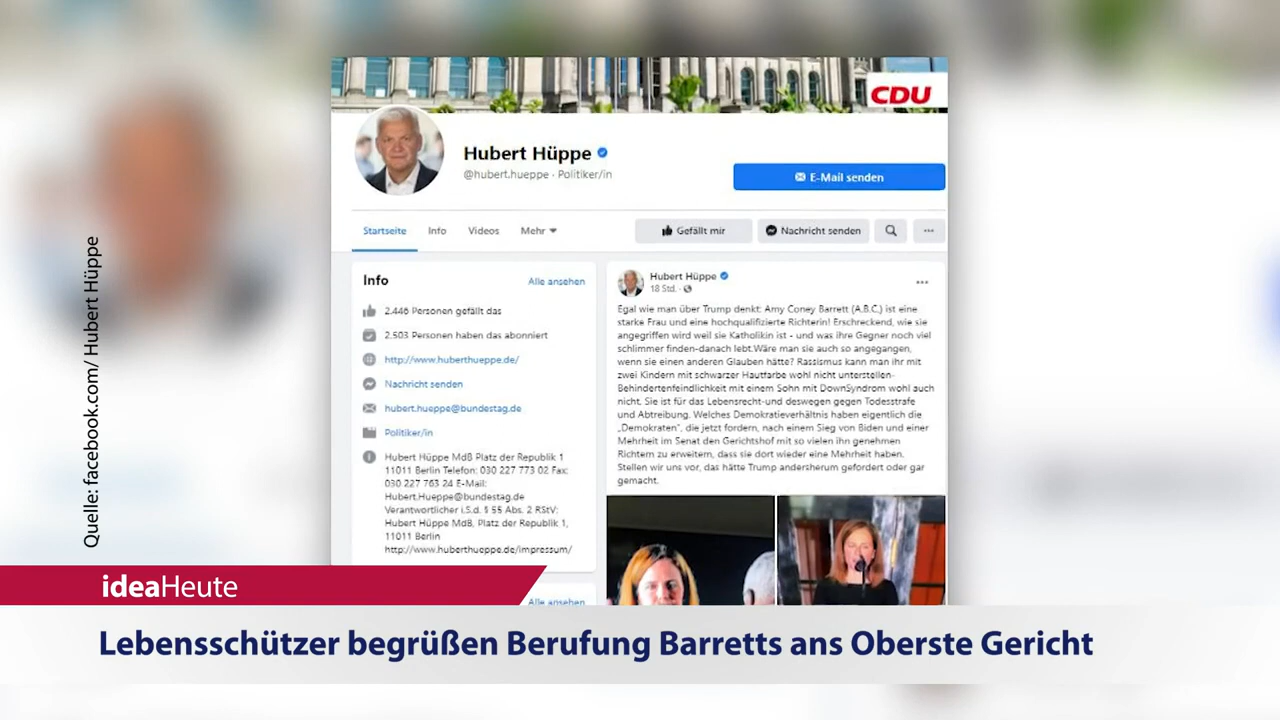 CDU
Hubert Hüppe
@hubert.hueppe · Politiker/in
E-Mail senden
Startseite Info Videos Mehr
Gefällt mir Nachricht senden
Info Alle ansehen
2.446 Personen gefällt das
2.503 Personen haben das abonniert
http://www.huberthueppe.de/
Nachricht senden
hubert.hueppe@bundestag.de
Politiker/in
Hubert Hüppe MdB Platz der Republik 1
11011 Berlin Telefon: 030 227 773 02 Fax:
030 227 763 24 E-Mail:
Hubert.Hueppe@bundestag.de
Verantwortlicher i.S.d. § 55 Abs. 2 RStV:
Hubert Hüppe MdB, Platz der Republik 1,
11011 Berlin
http://www.huberthueppe.de/impressum/
Alle ansehen
Hubert Hüppe
18 Std. ·
Egal wie man über Trump denkt: Amy Coney Barrett (A.B.C.) ist eine
starke Frau und eine hochqualifizierte Richterin! Erschreckend, wie sie
angegriffen wird weil sie Katholikin ist - und was ihre Gegner noch viel
schlimmer finden-danach lebt.Wäre man sie auch so angegangen,
wenn sie einen anderen Glauben hätte? Rassismus kann man ihr mit
zwei Kindern mit schwarzer Hautfarbe wohl nicht unterstellen-
Behindertenfeindlichkeit mit einem Sohn mit DownSyndrom wohl auch
nicht. Sie ist für das Lebensrecht-und deswegen gegen Todesstrafe
und Abtreibung. Welches Demokratieverhältnis haben eigentlich die
„Demokraten", die jetzt fordern, nach einem Sieg von Biden und einer
Mehrheit im Senat den Gerichtshof mit so vielen ihn genehmen
Richtern zu erweitern, dass sie dort wieder eine Mehrheit haben.
Stellen wir uns vor, das hätte Trump andersherum gefordert oder gar
gemacht.
Quelle: facebook.com/ Hubert Hüppe
ideaHeute
Lebensschützer begrüßen Berufung Barretts ans Oberste Gericht